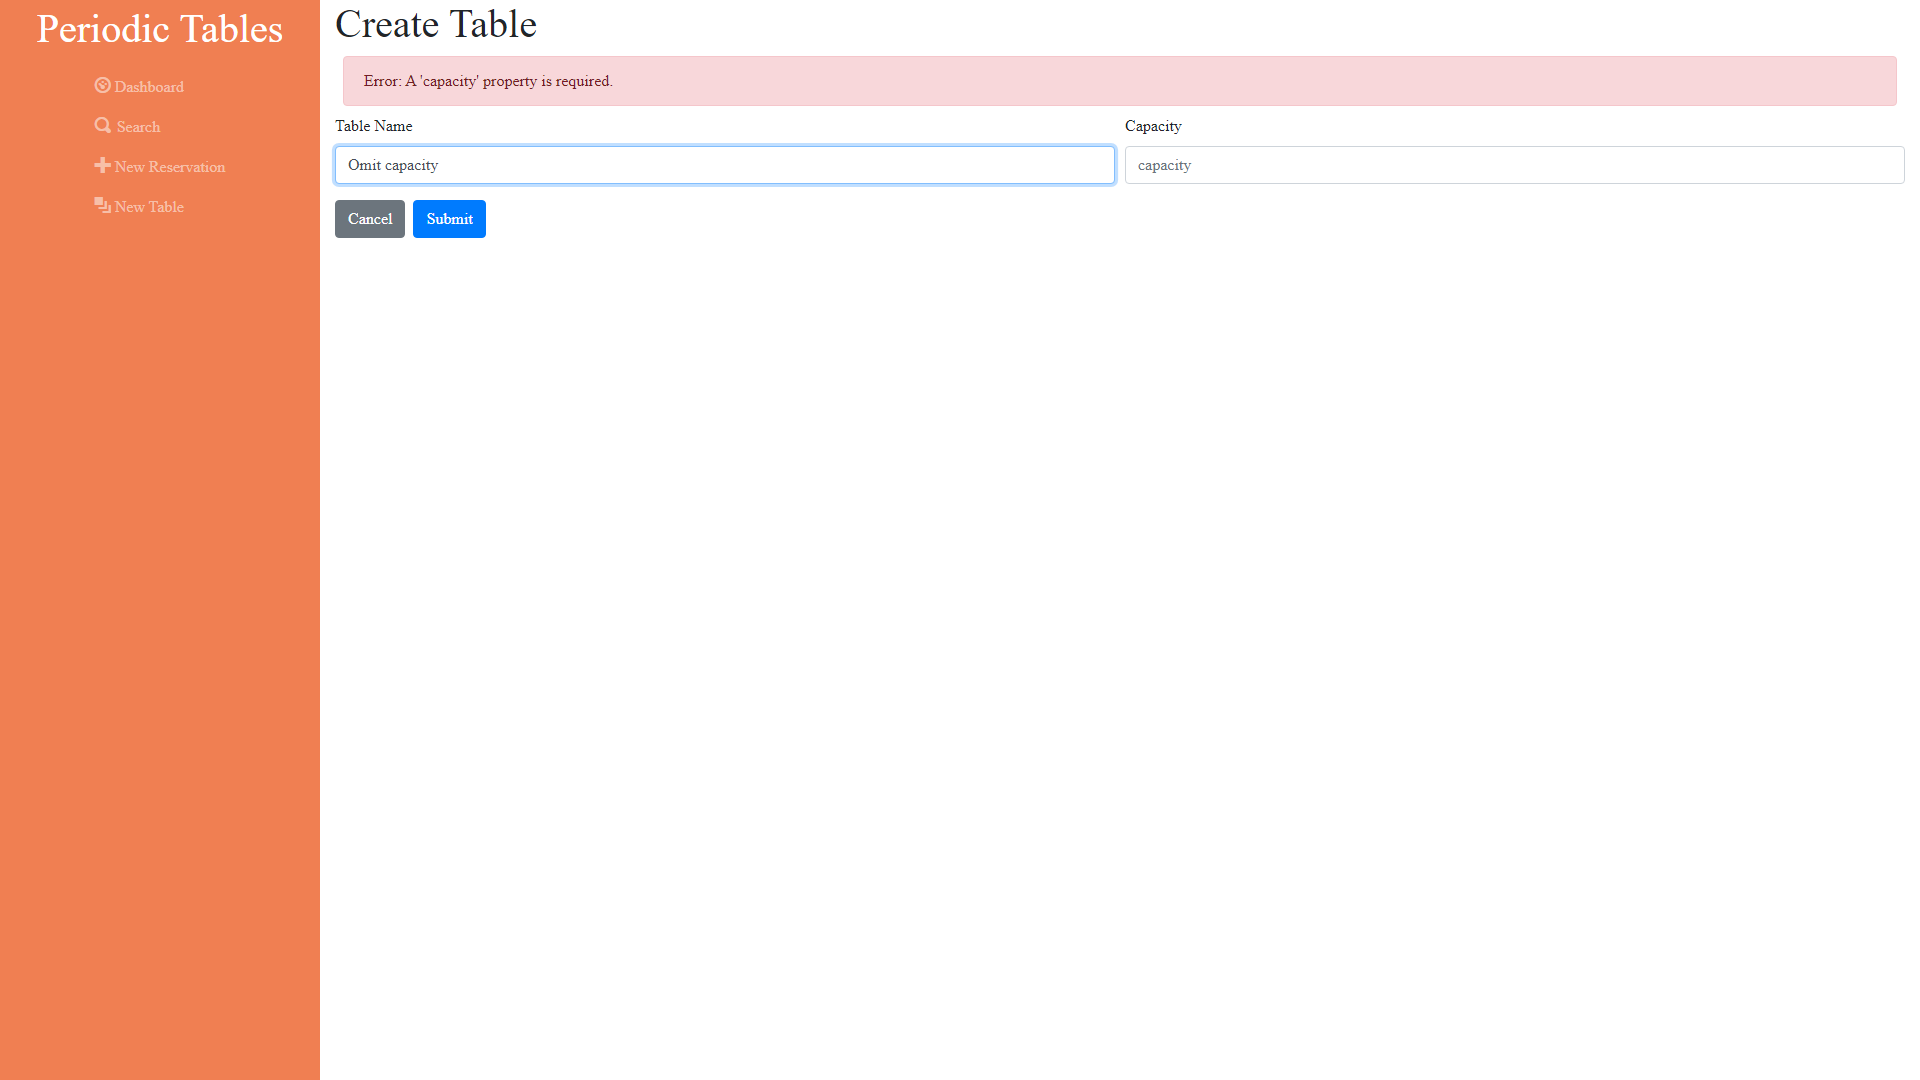 Periodic Tables
Dashboard
Search
New Reservation
New Table
Create Table
Error: A 'capacity' property is required.
Table Name
Capacity
Omit capacity
capacity
Cancel
Submit